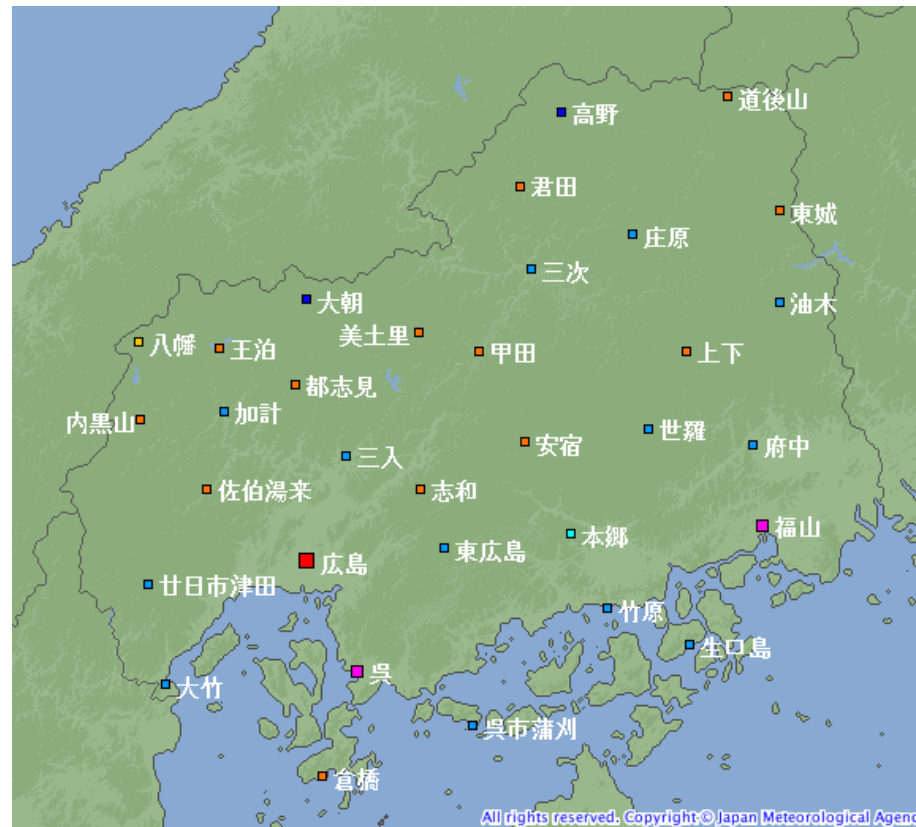 道後山
高野
君田
東城
庄原
三次
大朝
油木
美土里
八幡
王泊
甲田
上下
都志見
加計
内黒山
世羅
安宿
府中
三入
佐伯湯来
志和
福山
本郷
東広島
広島
廿日市津田
竹原
生口島
呉
大竹
呉市蒲刈
倉橋
All rights reserved. Copyright © Japan Meteorological Agenc